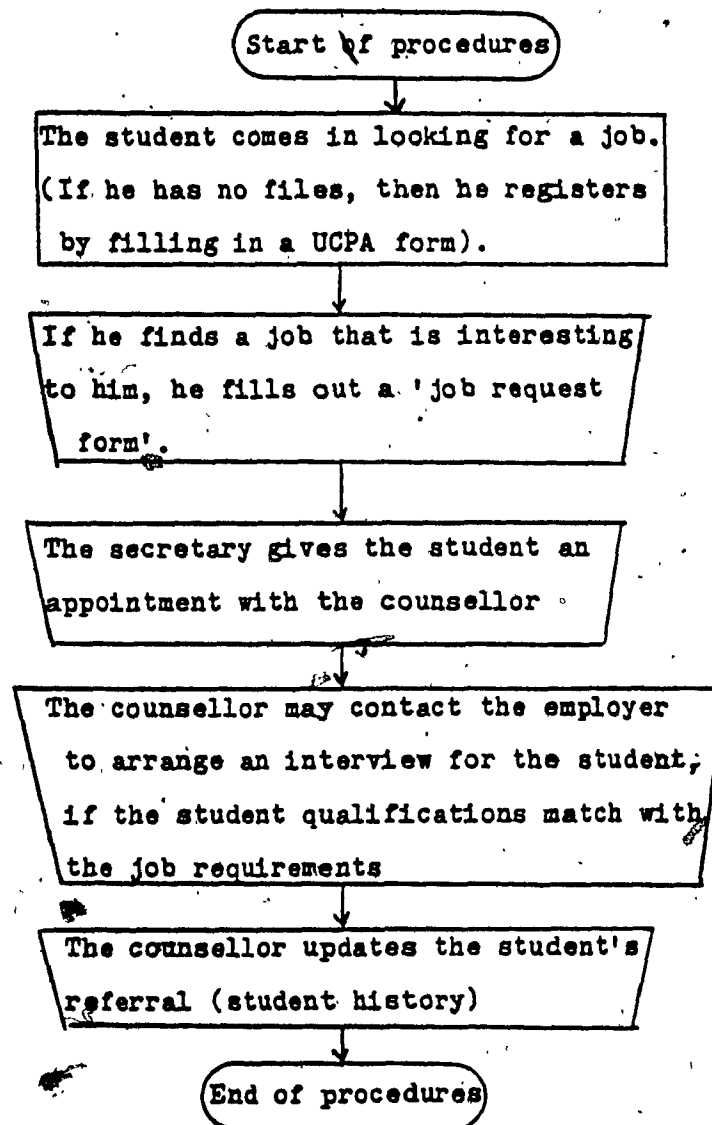 Start of procedures
The student comes in looking for a job.
(If he has no files, then he registers
by filling in a UCPA form).
If he finds a job that is interesting
to him, he fills out a 'job request
form'.
The secretary gives the student an
appointment with the counsellor
The counsellor may contact the employer
to arrange an interview for the student,
if the student qualifications match with
the job requirements
The counsellor updates the student's
referral (student history)
End of procedures